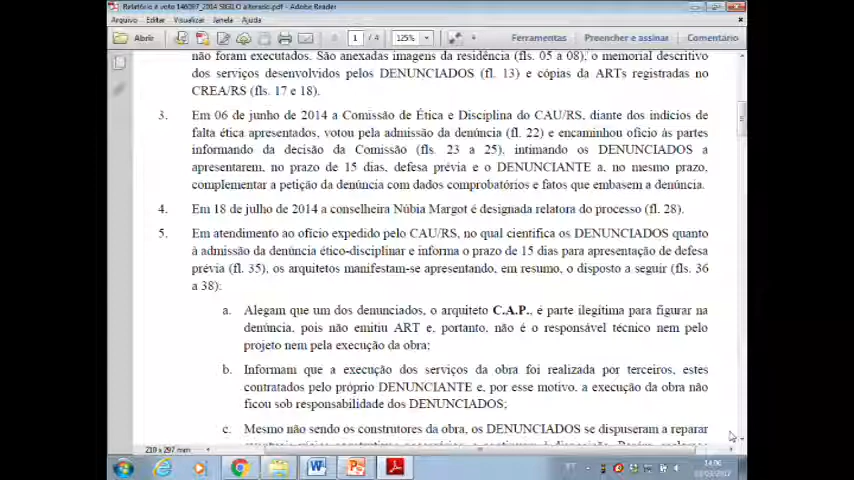 Relatório e voto 146087_2014 SIGILO alterado.pdf - Adobe Reader
Arquivo Editar Visualizar Janela Ajuda
Abrir 1 / 4 125% Ferramentas Preencher e assinar Comentário
não foram executados. São anexadas imagens da residência (fls. 05 a 08), o memorial descritivo
dos serviços desenvolvidos pelos DENUNCIADOS (fl. 13) e cópias da ARTs registradas no
CREA/RS (fls. 17 e 18).
3. Em 06 de junho de 2014 a Comissão de Ética e Disciplina do CAU/RS, diante dos indícios de
falta ética apresentados, votou pela admissão da denúncia (fl. 22) e encaminhou ofício às partes
informando da decisão da Comissão (fls. 23 a 25), intimando os DENUNCIADOS a
apresentarem, no prazo de 15 dias, defesa prévia e o DENUNCIANTE a, no mesmo prazo,
complementar a petição da denúncia com dados comprobatórios e fatos que embasem a denúncia.
4. Em 18 de julho de 2014 a conselheira Núbia Margot é designada relatora do processo (fl. 28).
5. Em atendimento ao ofício expedido pelo CAU/RS, no qual cientifica os DENUNCIADOS quanto
à admissão da denúncia ético-disciplinar e informa o prazo de 15 dias para apresentação de defesa
prévia (fl. 35), os arquitetos manifestam-se apresentando, em resumo, o disposto a seguir (fls. 36
a 38):
a. Alegam que um dos denunciados, o arquiteto C.A.P., é parte ilegítima para figurar na
denúncia, pois não emitiu ART e, portanto, não é o responsável técnico nem pelo
projeto nem pela execução da obra;
b. Informam que a execução dos serviços da obra foi realizada por terceiros, estes
contratados pelo próprio DENUNCIANTE e, por esse motivo, a execução da obra não
ficou sob responsabilidade dos DENUNCIADOS;
c. Mesmo não sendo os construtores da obra, os DENUNCIADOS se dispuseram a reparar
210 x 297 mm
PT 14:06